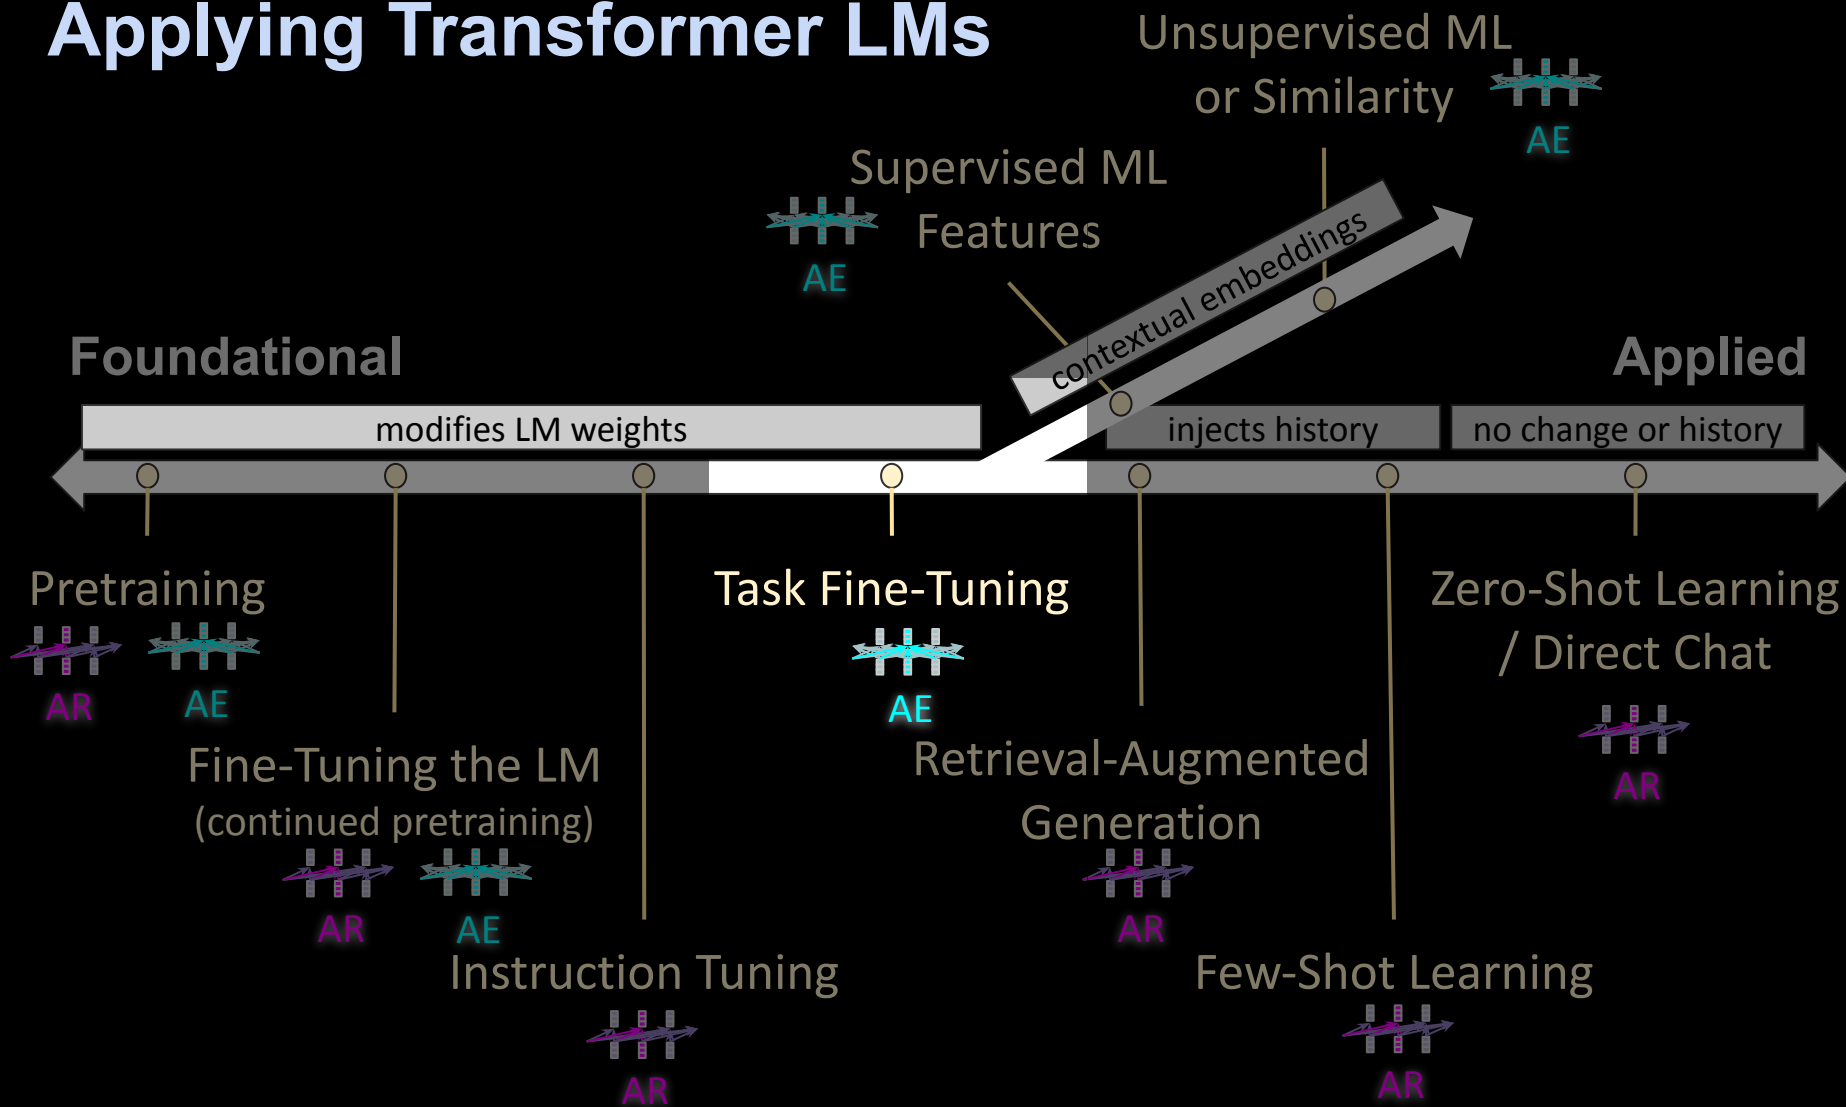 Applying Transformer LMs
Unsupervised ML
or Similarity
AE
Supervised ML
Features
AE
contextual embeddings
Foundational
Applied
modifies LM weights
injects history
no change or history
Pretraining
AR
AE
Fine-Tuning the LM
(continued pretraining)
AR
AE
Instruction Tuning
AR
Task Fine-Tuning
AE
Retrieval-Augmented
Generation
AR
Few-Shot Learning
AR
Zero-Shot Learning
/ Direct Chat
AR